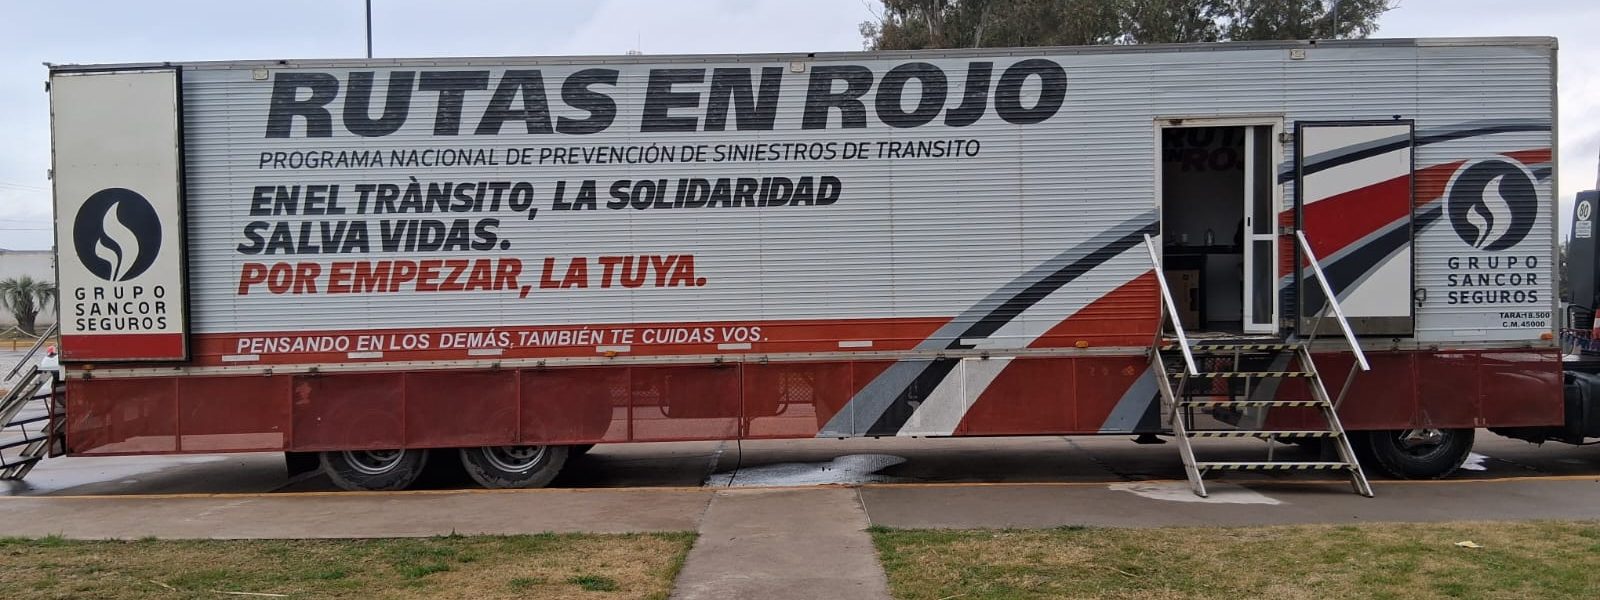 RUTAS EN ROJO
PROGRAMA NACIONAL DE PREVENCIÓN DE SINIESTROS DE TRANSITO
EN EL TRÀNSITO, LA SOLIDARIDAD
SALVA VIDAS.
POR EMPEZAR, LA TUYA.
PENSANDO EN LOS DEMÁS, TAMBIÉN TE CUIDAS VOS.
GRUPO
SANCOR
SEGUROS
GRUPO
SANCOR
SEGUROS
TARA:18.500
C.M. 45000
80